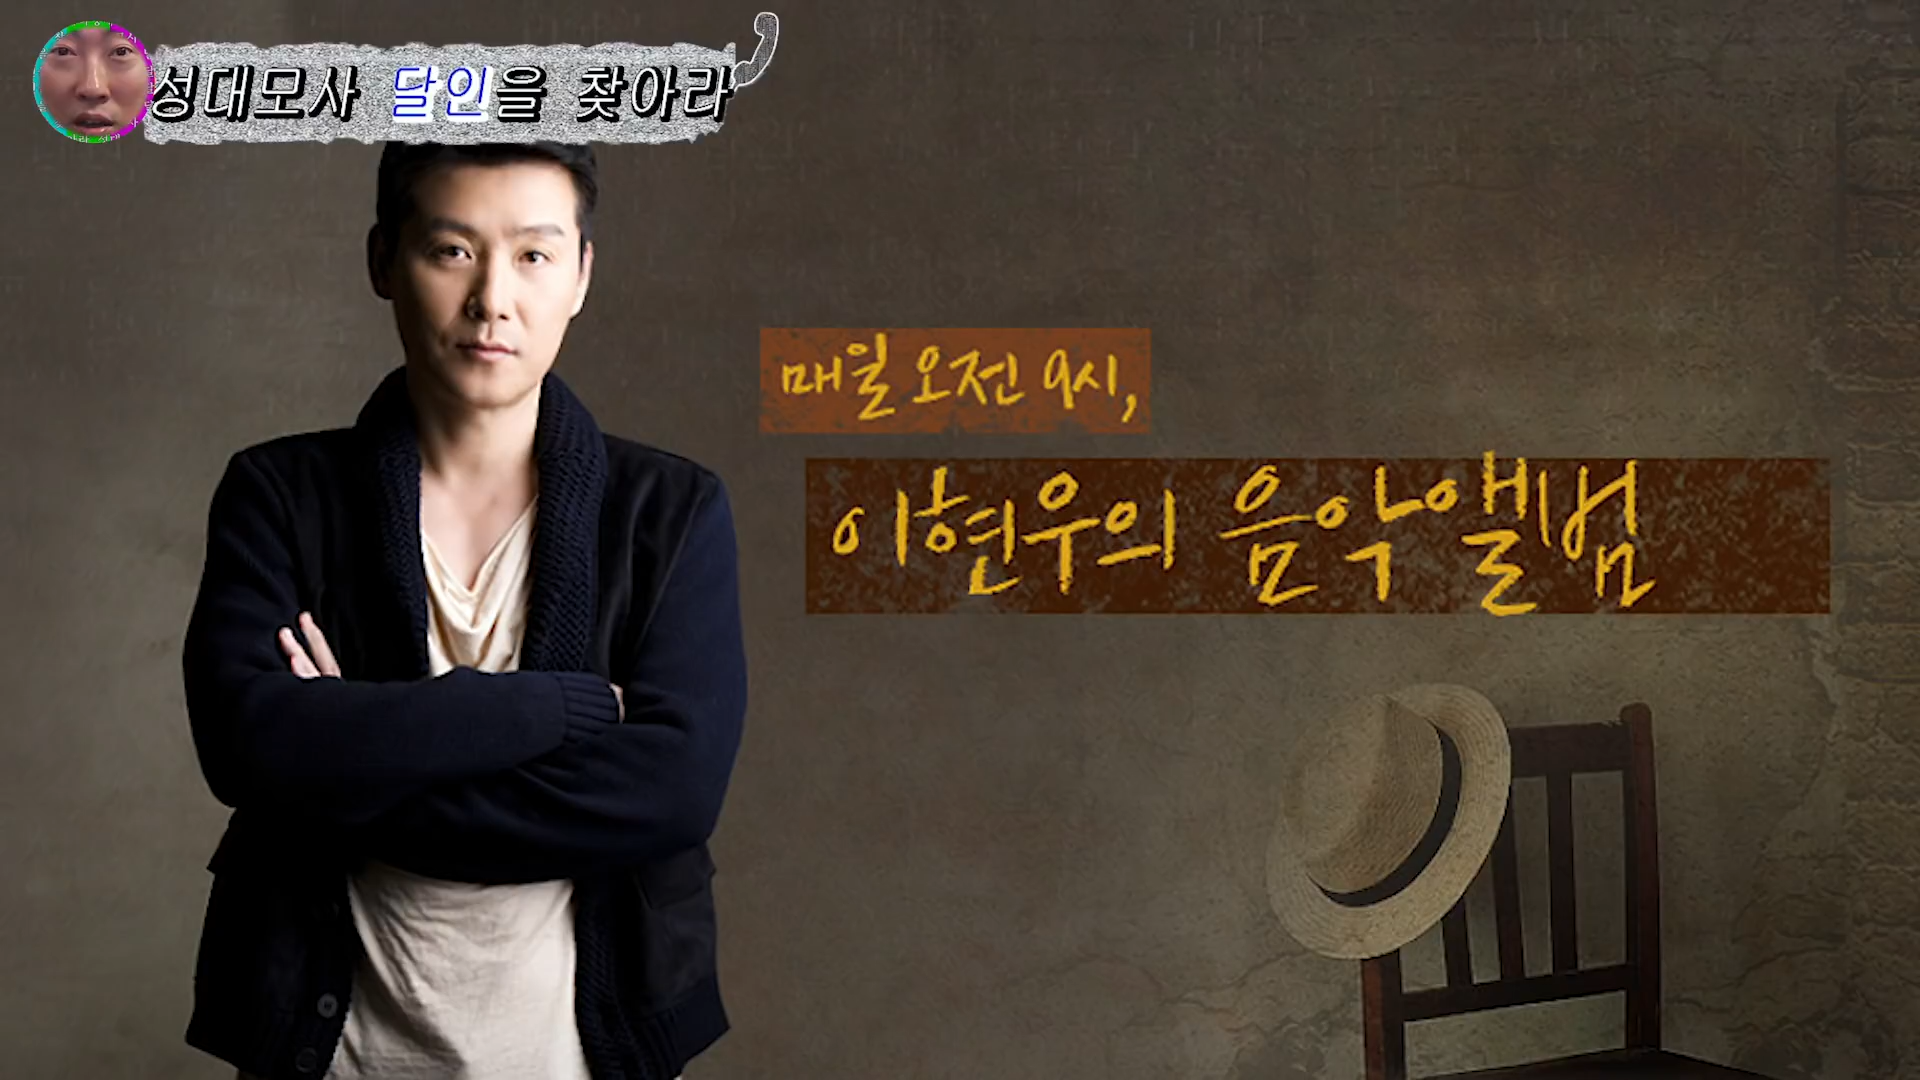 성대모사 달인을 찾아라
매일 오전 9시,
이현우의 음악앨범